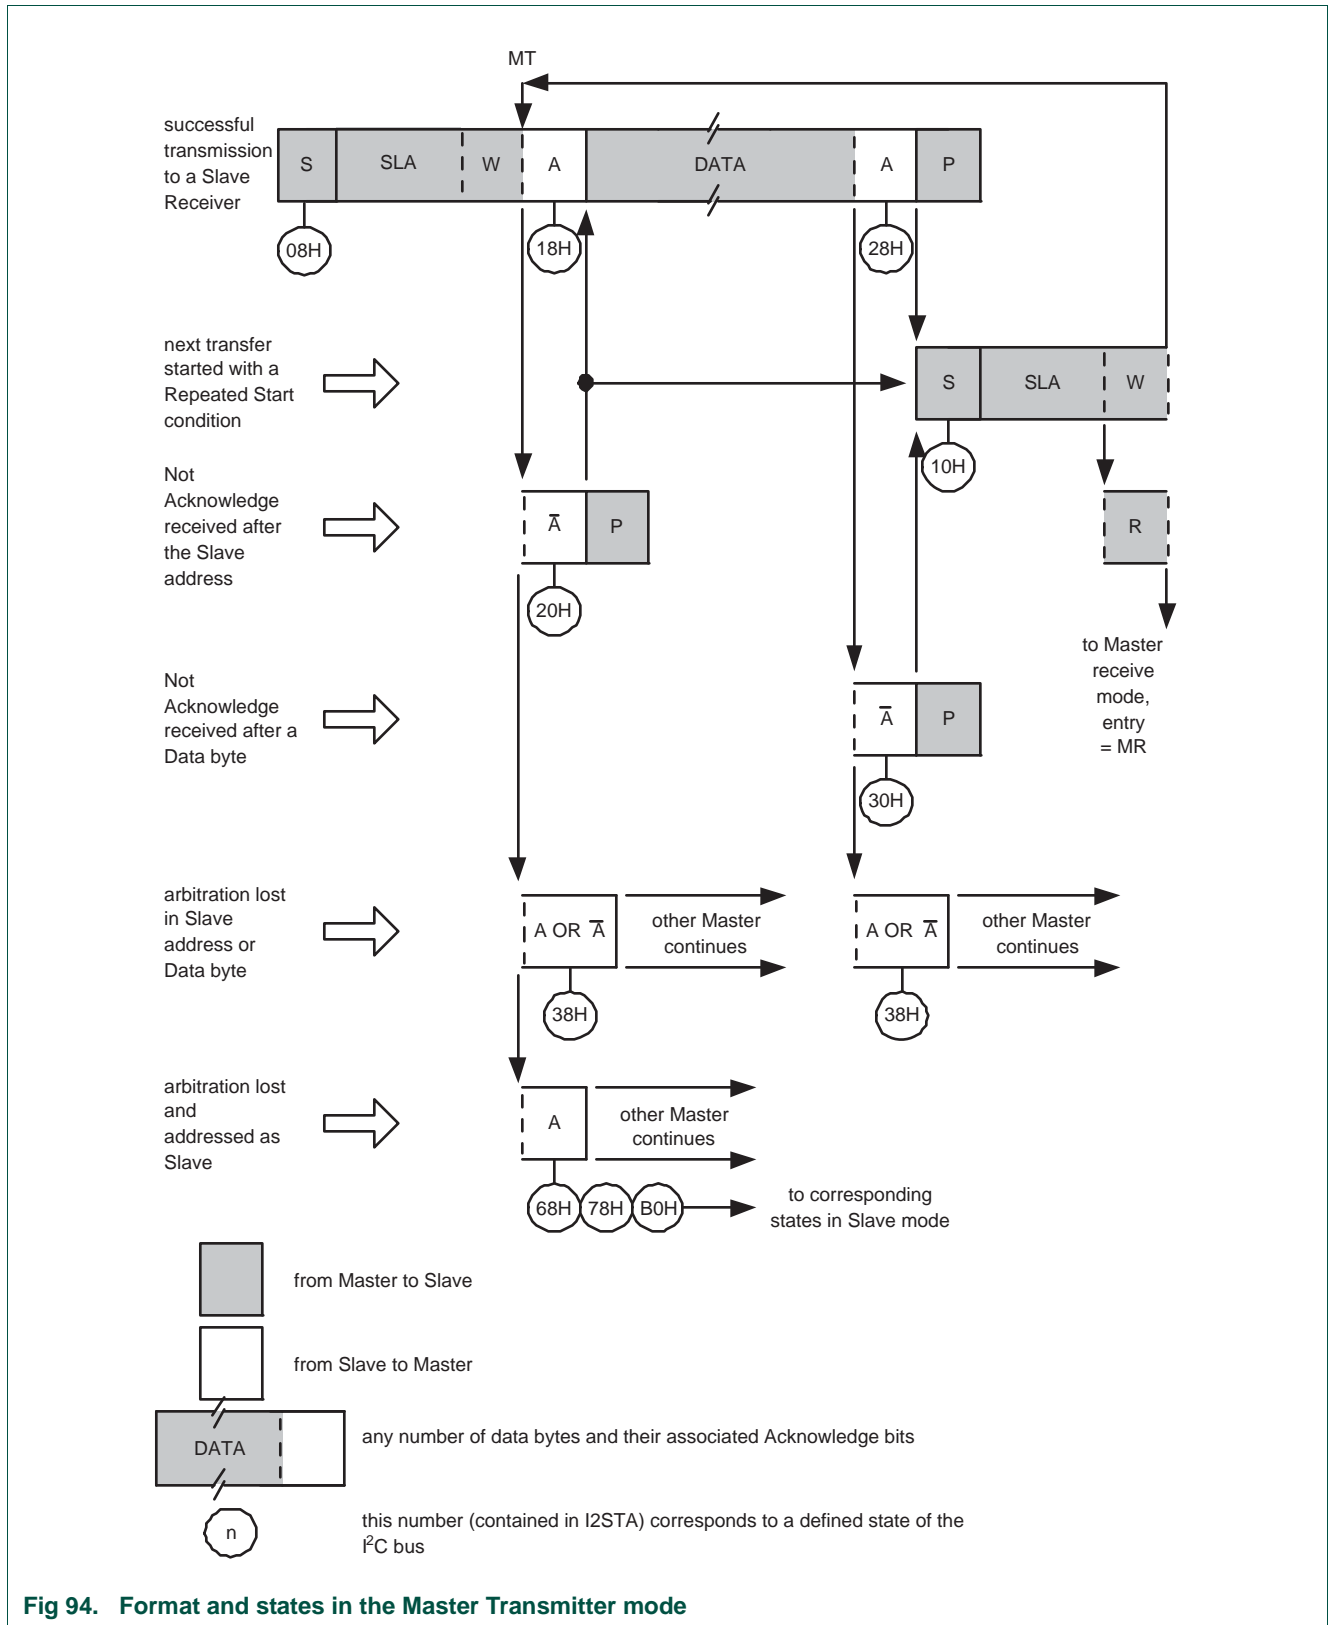 MT
successful
transmission
to a Slave
Receiver
S SLA W A DATA A P
08H 18H 28H
next transfer
started with a
Repeated Start
condition
S SLA W
10H
Not
Acknowledge
received after
the Slave
address
A̅ P
R
20H
to Master
receive
mode,
entry
= MR
Not
Acknowledge
received after a
Data byte
A̅ P
30H
arbitration lost
in Slave
address or
Data byte
A OR A̅
other Master
continues
A OR A̅
other Master
continues
38H 38H
arbitration lost
and
addressed as
Slave
A
other Master
continues
68H 78H B0H
to corresponding
states in Slave mode
from Master to Slave
from Slave to Master
DATA
any number of data bytes and their associated Acknowledge bits
n
this number (contained in I2STA) corresponds to a defined state of the
I²C bus
Fig 94. Format and states in the Master Transmitter mode